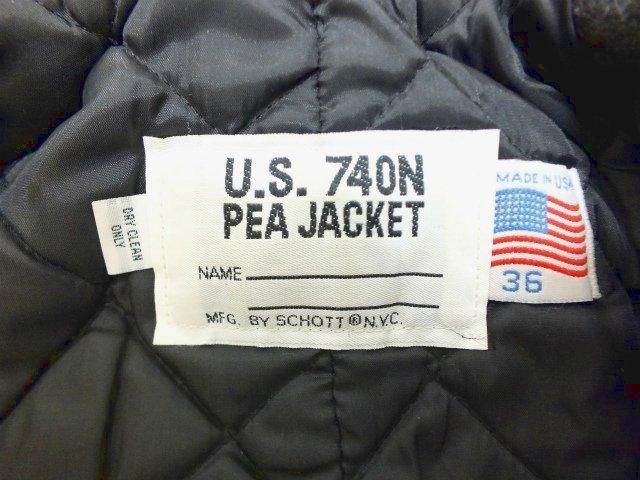 U.S. 740N
PEA JACKET
NAME
MFG. BY SCHOTT ® N.Y.C.
DRY CLEAN
ONLY
MADE IN USA
36